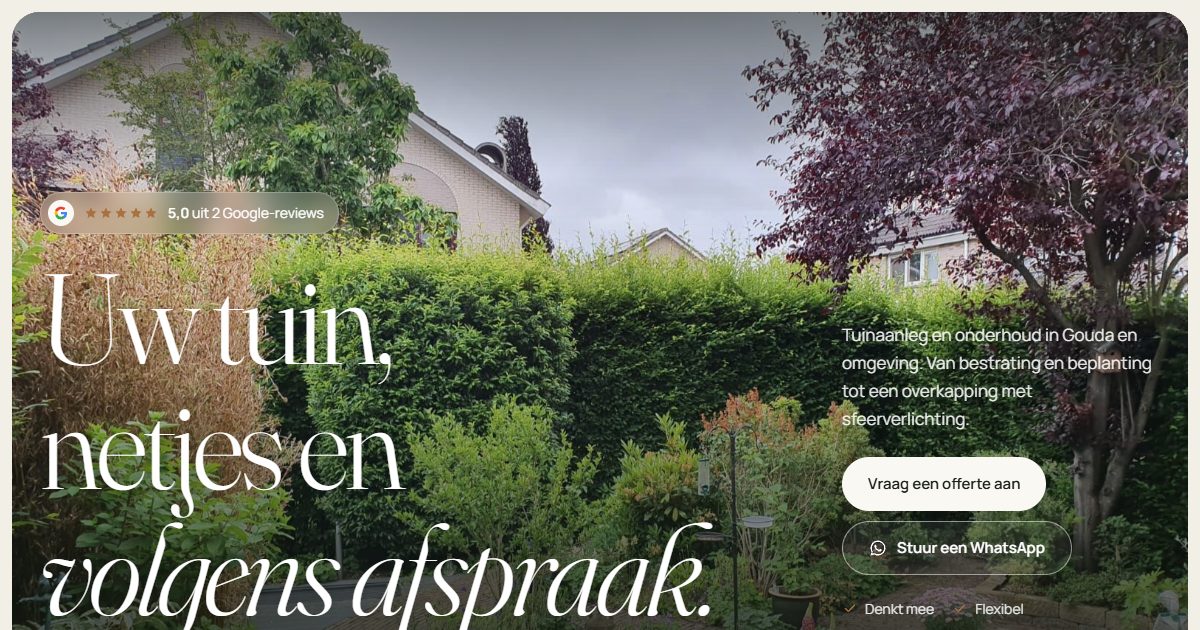 5,0 uit 2 Google-reviews
Uw tuin,
netjes en
volgens afspraak.
Tuinaanleg en onderhoud in Gouda en
omgeving. Van bestrating en beplanting
tot een overkapping met
sfeerverlichting.
Vraag een offerte aan
Stuur een WhatsApp
Denkt mee
Flexibel